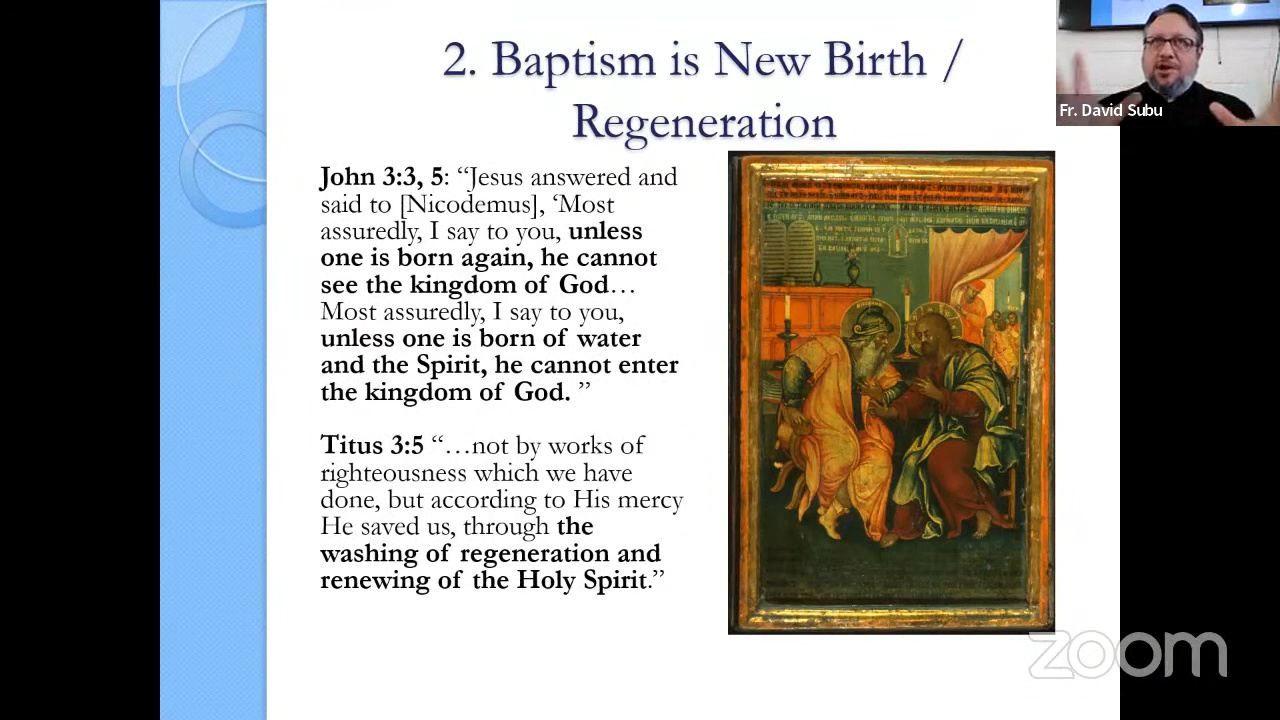 2. Baptism is New Birth /
Regeneration
Fr. David Subu
John 3:3, 5: “Jesus answered and
said to [Nicodemus], ‘Most
assuredly, I say to you, unless
one is born again, he cannot
see the kingdom of God…
Most assuredly, I say to you,
unless one is born of water
and the Spirit, he cannot enter
the kingdom of God. ”
Titus 3:5 “…not by works of
righteousness which we have
done, but according to His mercy
He saved us, through the
washing of regeneration and
renewing of the Holy Spirit.”
zoom